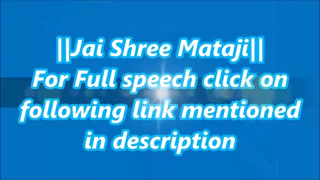 ||Jai Shree Mataji||
For Full speech click on
following link mentioned
in description